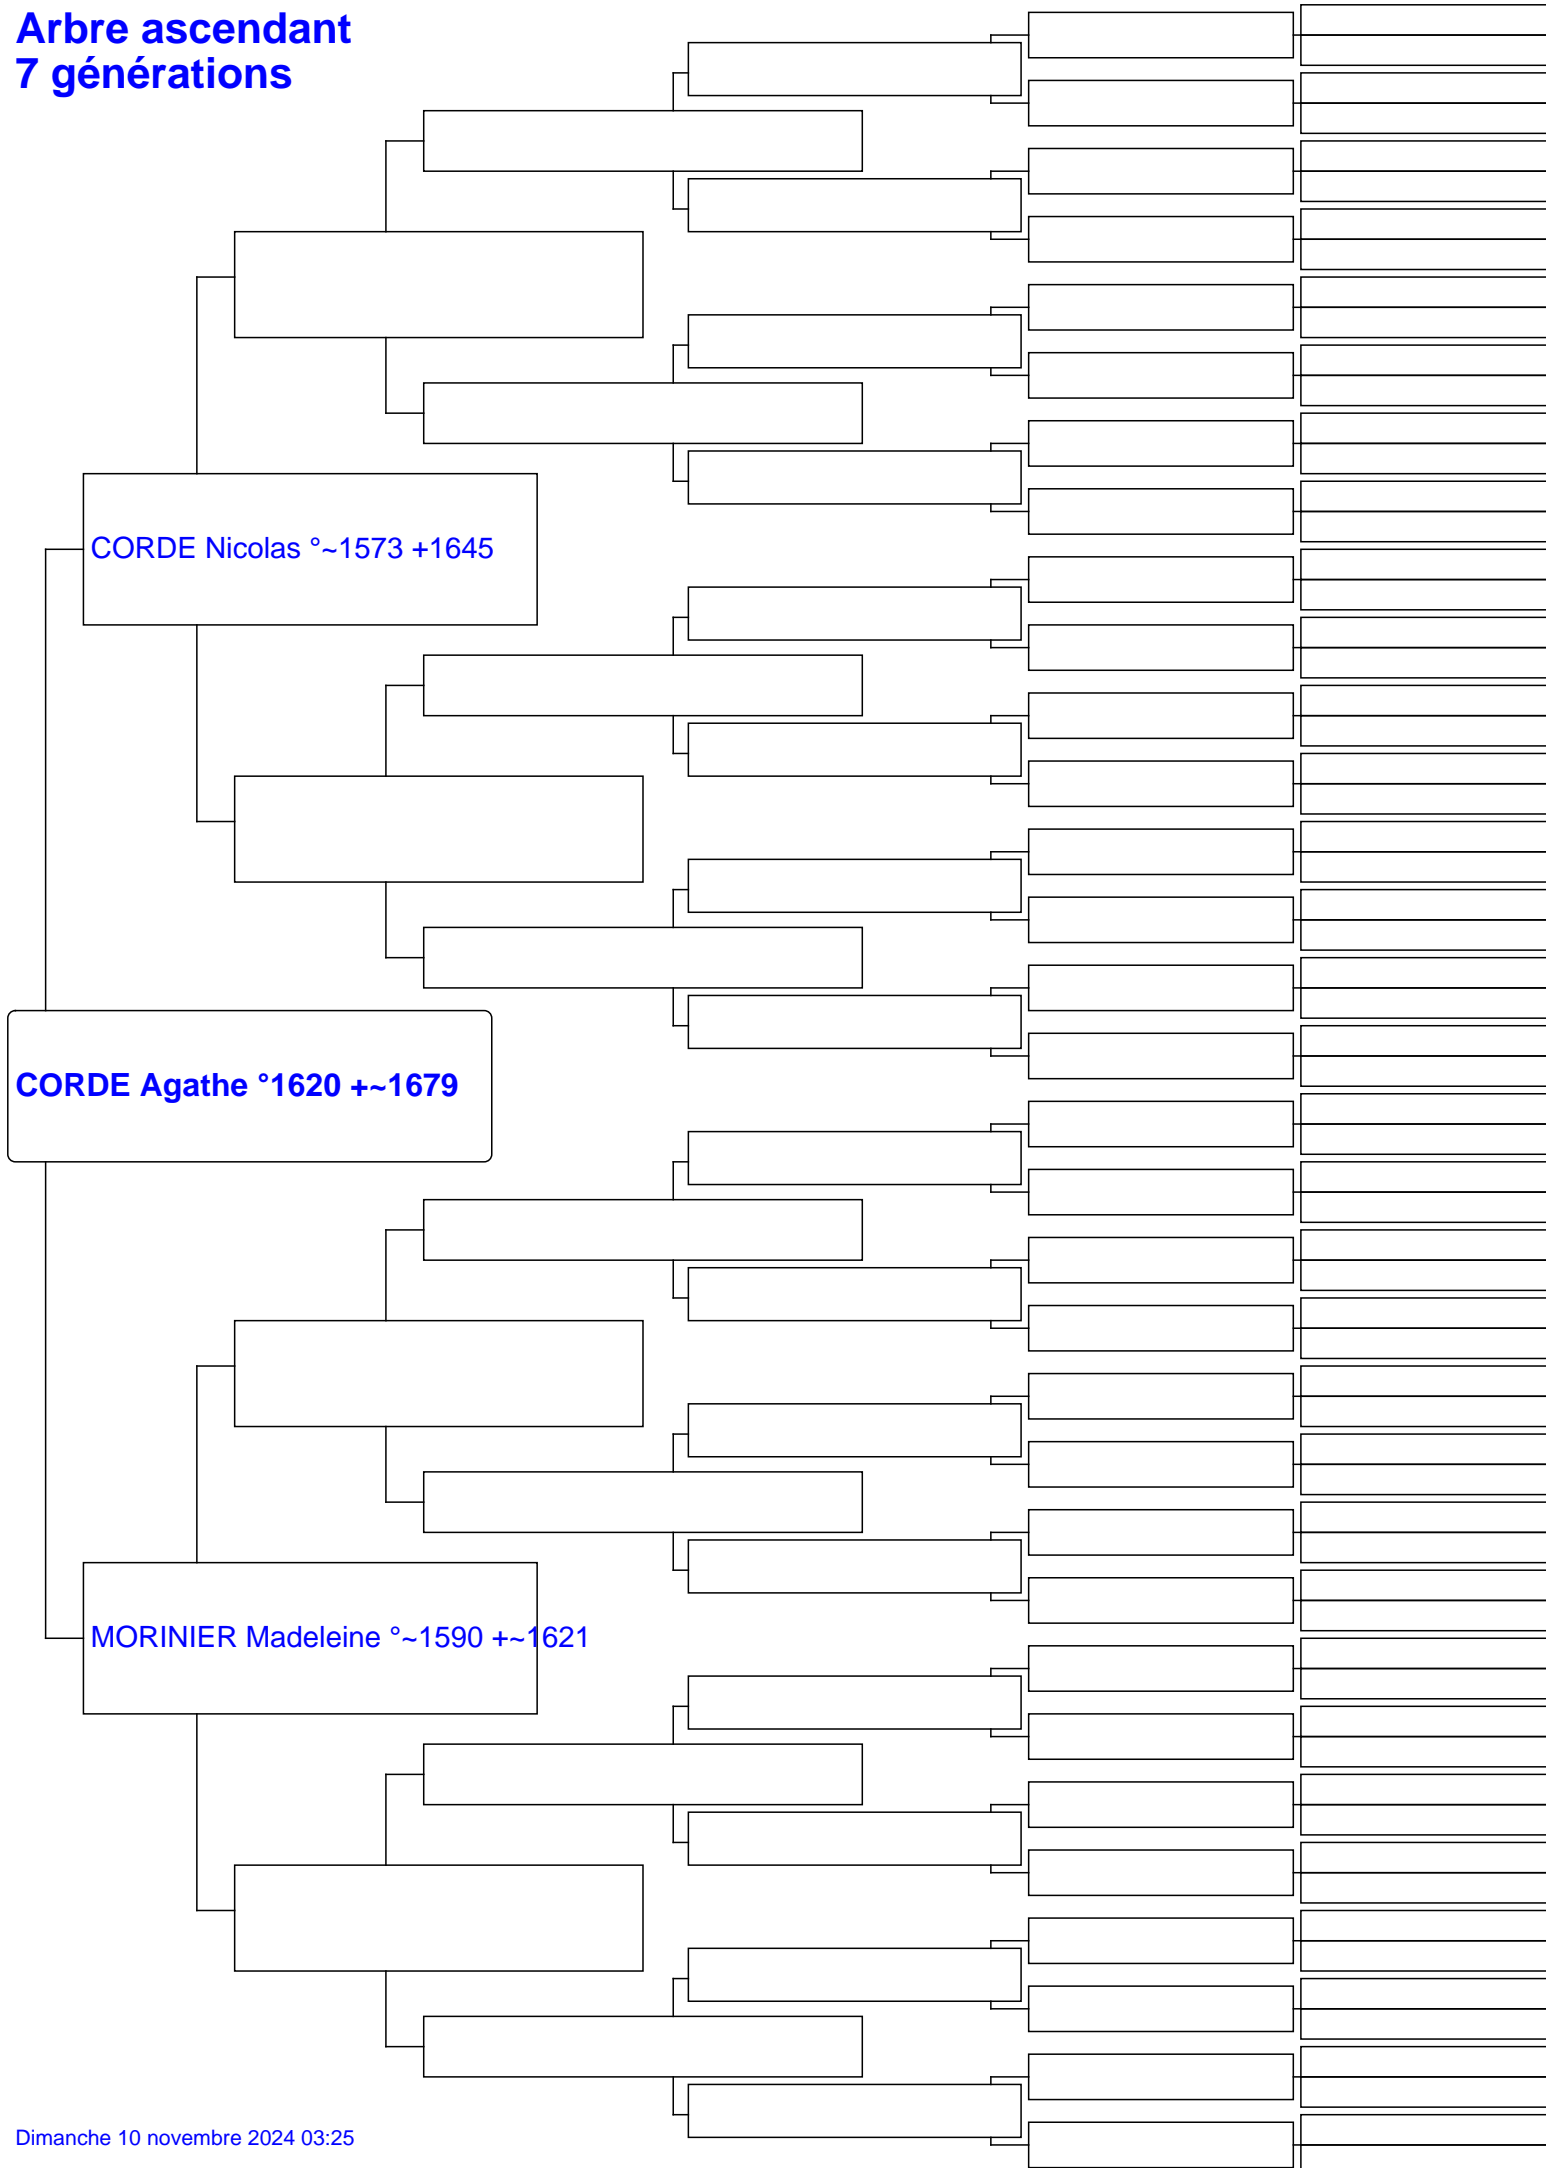 Arbre ascendant
7 générations
CORDE Nicolas °~1573 +1645
CORDE Agathe °1620 +~1679
MORINIER Madeleine °~1590 +~1621
Dimanche 10 novembre 2024 03:25